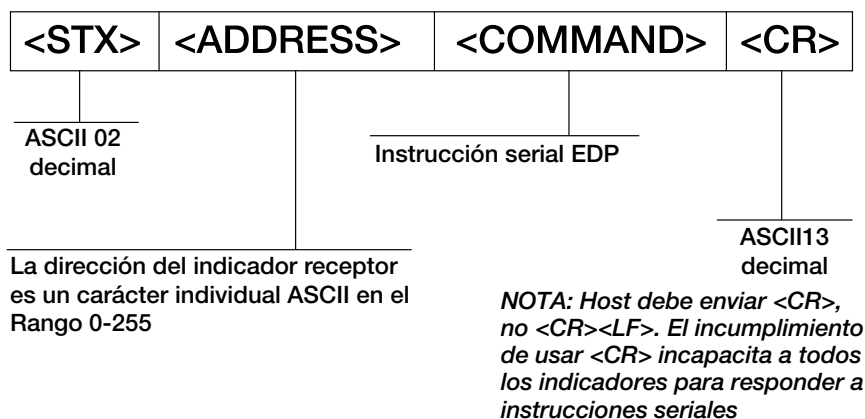 <STX> <ADDRESS> <COMMAND> <CR>
ASCII 02
decimal
Instrucción serial EDP
La dirección del indicador receptor
es un carácter individual ASCII en el
Rango 0-255
ASCII13
decimal
NOTA: Host debe enviar <CR>,
no <CR><LF>. El incumplimiento
de usar <CR> incapacita a todos
los indicadores para responder a
instrucciones seriales